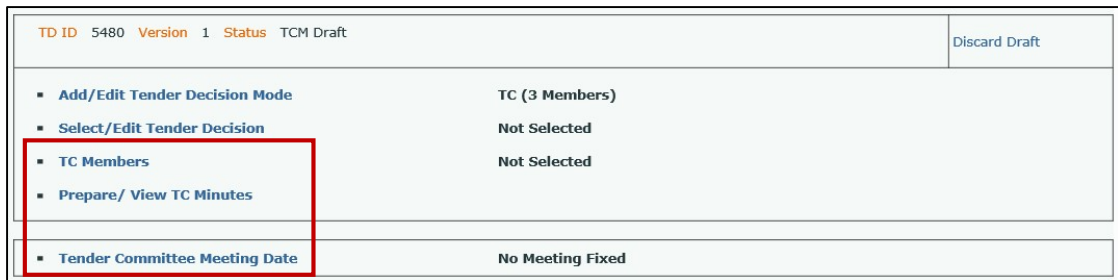 TD ID 5480 Version 1 Status TCM Draft
Discard Draft
Add/Edit Tender Decision Mode TC (3 Members)
Select/Edit Tender Decision Not Selected
TC Members Not Selected
Prepare/ View TC Minutes
Tender Committee Meeting Date No Meeting Fixed